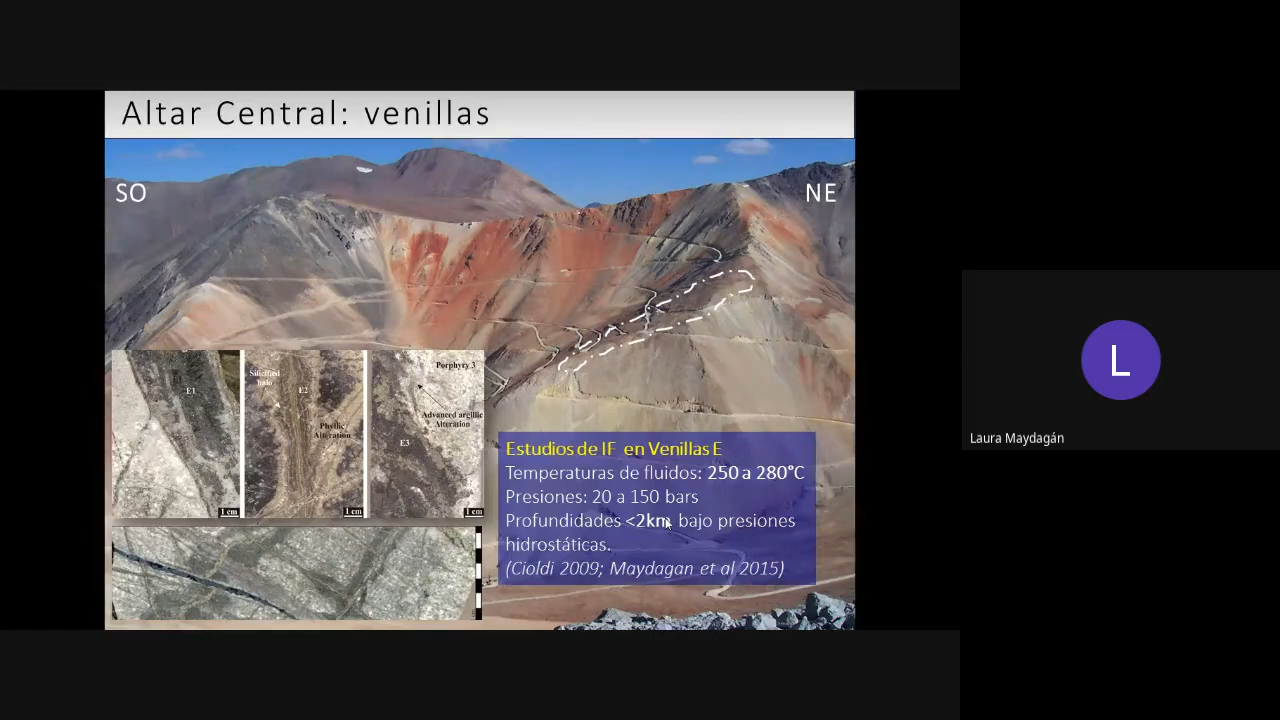 Altar Central: venillas
SO
NE
E1
Silicified
halo
E2
Phyllic
Alteration
Porphyry 3
Advanced argillic
Alteration
E3
1 cm
1 cm
1 cm
Estudios de IF en Venillas E
Temperaturas de fluidos: 250 a 280°C
Presiones: 20 a 150 bars
Profundidades <2km bajo presiones
hidrostáticas.
(Cioldi 2009; Maydagan et al 2015)
L
Laura Maydagán